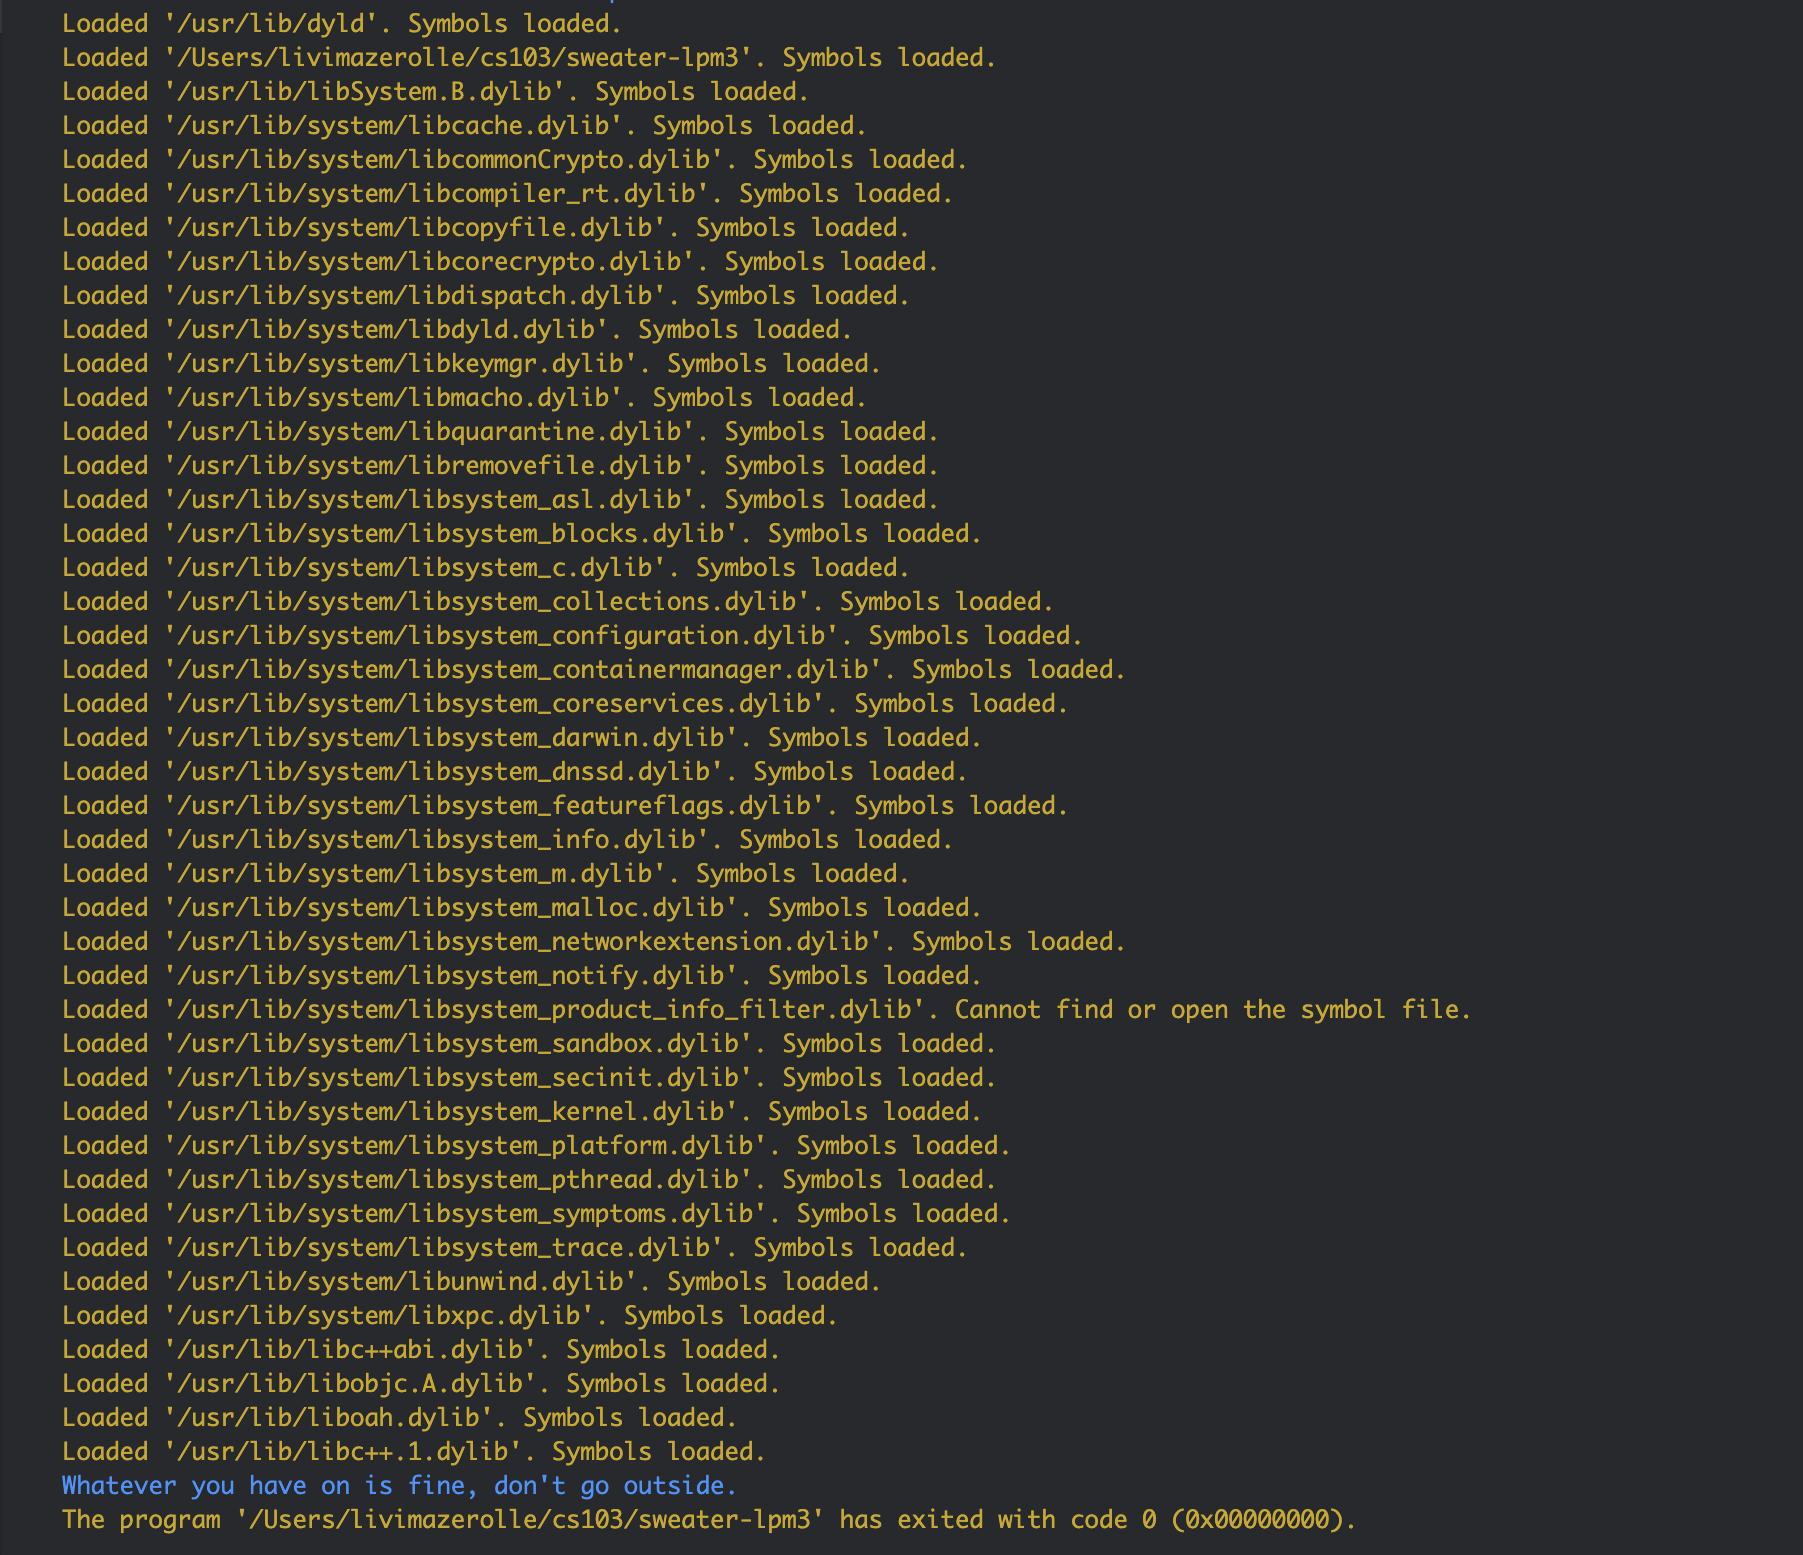 Loaded '/usr/lib/dyld'. Symbols loaded.
Loaded '/Users/livimazerolle/cs103/sweater-lpm3'. Symbols loaded.
Loaded '/usr/lib/libSystem.B.dylib'. Symbols loaded.
Loaded '/usr/lib/system/libcache.dylib'. Symbols loaded.
Loaded '/usr/lib/system/libcommonCrypto.dylib'. Symbols loaded.
Loaded '/usr/lib/system/libcompiler_rt.dylib'. Symbols loaded.
Loaded '/usr/lib/system/libcopyfile.dylib'. Symbols loaded.
Loaded '/usr/lib/system/libcorecrypto.dylib'. Symbols loaded.
Loaded '/usr/lib/system/libdispatch.dylib'. Symbols loaded.
Loaded '/usr/lib/system/libdyld.dylib'. Symbols loaded.
Loaded '/usr/lib/system/libkeymgr.dylib'. Symbols loaded.
Loaded '/usr/lib/system/libmacho.dylib'. Symbols loaded.
Loaded '/usr/lib/system/libquarantine.dylib'. Symbols loaded.
Loaded '/usr/lib/system/libremovefile.dylib'. Symbols loaded.
Loaded '/usr/lib/system/libsystem_asl.dylib'. Symbols loaded.
Loaded '/usr/lib/system/libsystem_blocks.dylib'. Symbols loaded.
Loaded '/usr/lib/system/libsystem_c.dylib'. Symbols loaded.
Loaded '/usr/lib/system/libsystem_collections.dylib'. Symbols loaded.
Loaded '/usr/lib/system/libsystem_configuration.dylib'. Symbols loaded.
Loaded '/usr/lib/system/libsystem_containermanager.dylib'. Symbols loaded.
Loaded '/usr/lib/system/libsystem_coreservices.dylib'. Symbols loaded.
Loaded '/usr/lib/system/libsystem_darwin.dylib'. Symbols loaded.
Loaded '/usr/lib/system/libsystem_dnssd.dylib'. Symbols loaded.
Loaded '/usr/lib/system/libsystem_featureflags.dylib'. Symbols loaded.
Loaded '/usr/lib/system/libsystem_info.dylib'. Symbols loaded.
Loaded '/usr/lib/system/libsystem_m.dylib'. Symbols loaded.
Loaded '/usr/lib/system/libsystem_malloc.dylib'. Symbols loaded.
Loaded '/usr/lib/system/libsystem_networkextension.dylib'. Symbols loaded.
Loaded '/usr/lib/system/libsystem_notify.dylib'. Symbols loaded.
Loaded '/usr/lib/system/libsystem_product_info_filter.dylib'. Cannot find or open the symbol file.
Loaded '/usr/lib/system/libsystem_sandbox.dylib'. Symbols loaded.
Loaded '/usr/lib/system/libsystem_secinit.dylib'. Symbols loaded.
Loaded '/usr/lib/system/libsystem_kernel.dylib'. Symbols loaded.
Loaded '/usr/lib/system/libsystem_platform.dylib'. Symbols loaded.
Loaded '/usr/lib/system/libsystem_pthread.dylib'. Symbols loaded.
Loaded '/usr/lib/system/libsystem_symptoms.dylib'. Symbols loaded.
Loaded '/usr/lib/system/libsystem_trace.dylib'. Symbols loaded.
Loaded '/usr/lib/system/libunwind.dylib'. Symbols loaded.
Loaded '/usr/lib/system/libxpc.dylib'. Symbols loaded.
Loaded '/usr/lib/libc++abi.dylib'. Symbols loaded.
Loaded '/usr/lib/libobjc.A.dylib'. Symbols loaded.
Loaded '/usr/lib/liboah.dylib'. Symbols loaded.
Loaded '/usr/lib/libc++.1.dylib'. Symbols loaded.
Whatever you have on is fine, don't go outside.
The program '/Users/livimazerolle/cs103/sweater-lpm3' has exited with code 0 (0x00000000).